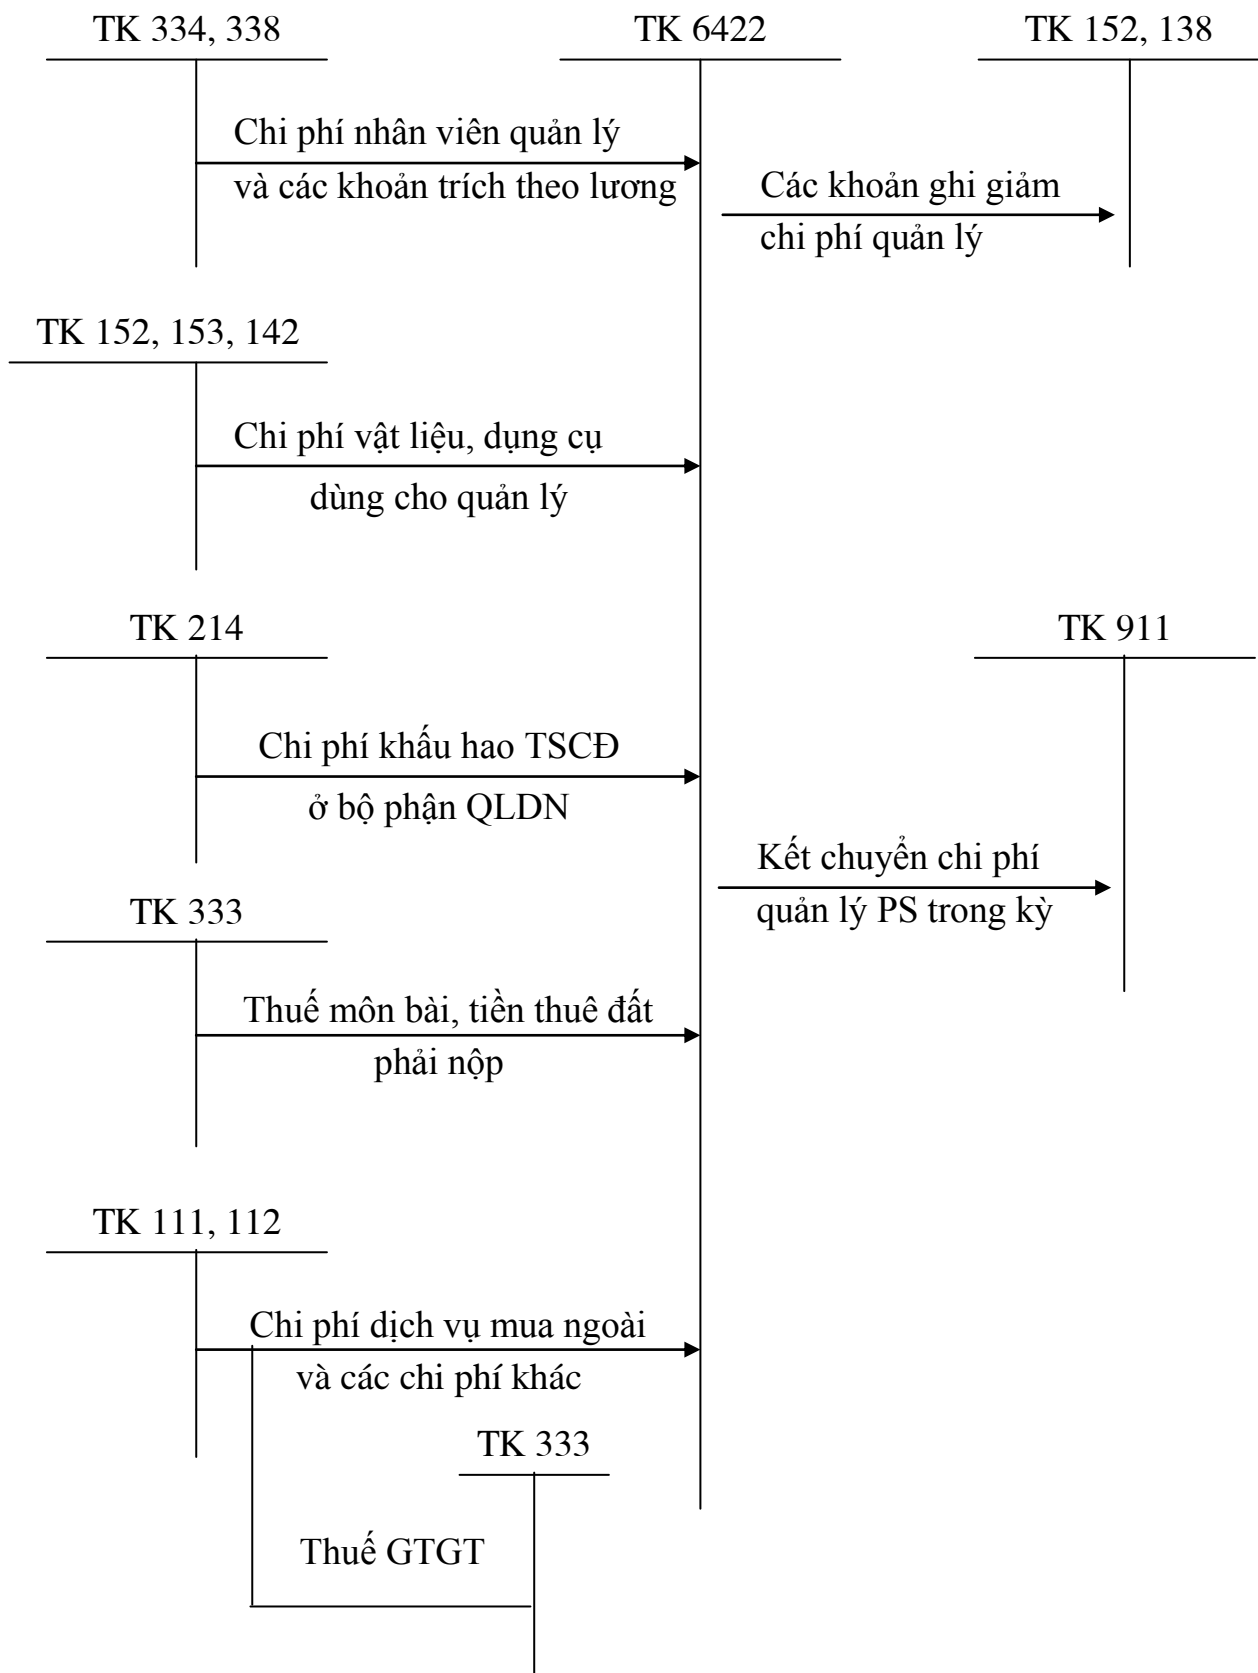 TK 334, 338
TK 6422
TK 152, 138
Chi phí nhân viên quản lý
và các khoản trích theo lương
Các khoản ghi giảm
chi phí quản lý
TK 152, 153, 142
Chi phí vật liệu, dụng cụ
dùng cho quản lý
TK 214
TK 911
Chi phí khấu hao TSCĐ
ở bộ phận QLDN
Kết chuyển chi phí
quản lý PS trong kỳ
TK 333
Thuế môn bài, tiền thuê đất
phải nộp
TK 111, 112
Chi phí dịch vụ mua ngoài
và các chi phí khác
TK 333
Thuế GTGT